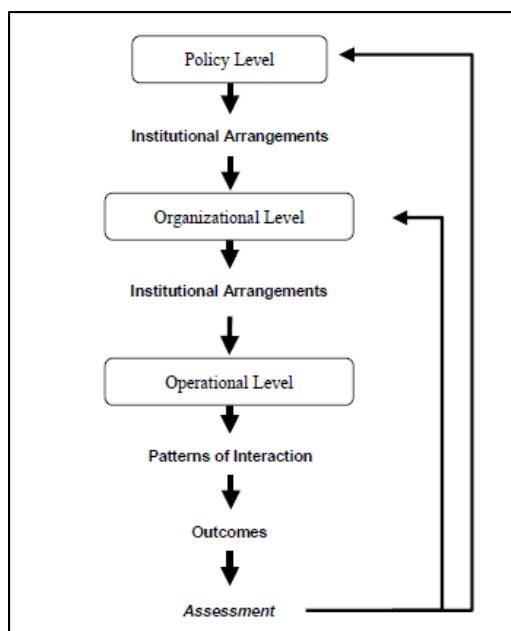 Policy Level
Institutional Arrangements
Organizational Level
Institutional Arrangements
Operational Level
Patterns of Interaction
Outcomes
Assessment